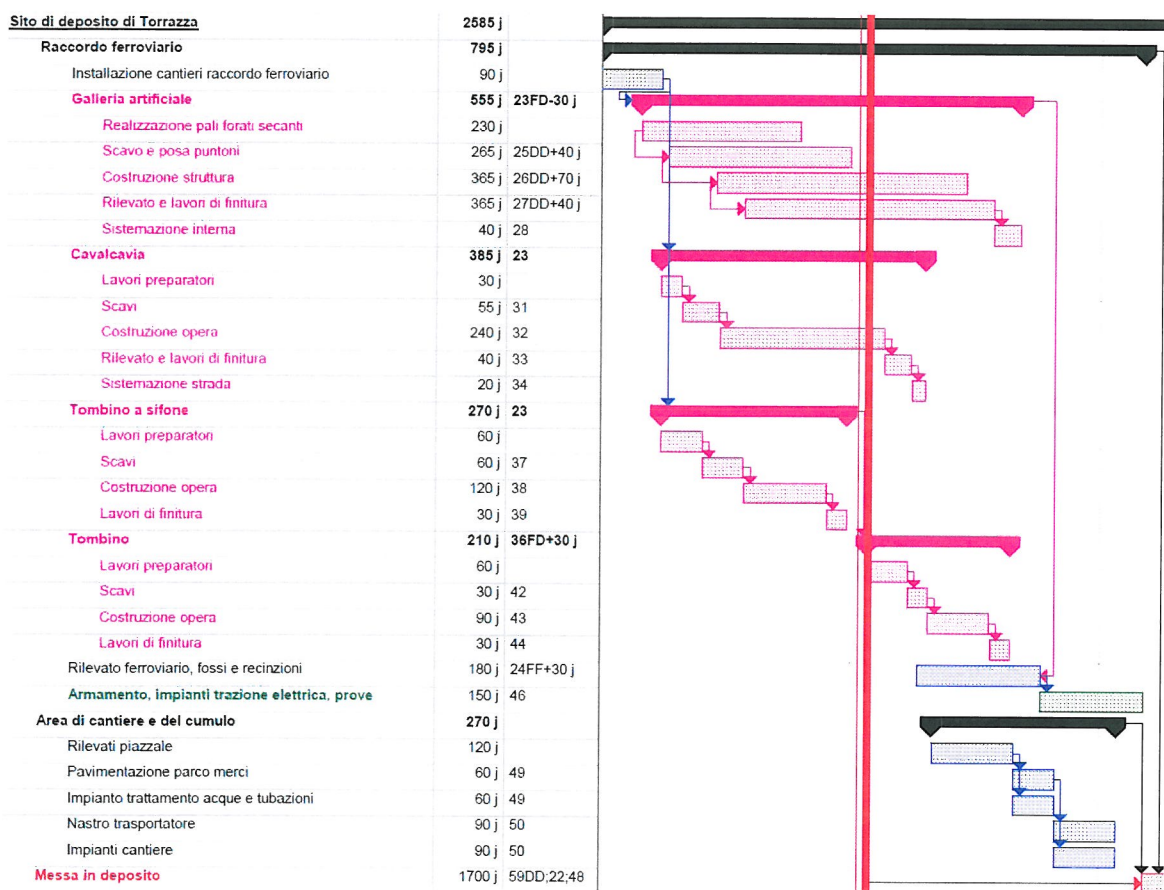 Sito di deposito di Torrazza 2585 j
Raccordo ferroviario 795 j
Installazione cantieri raccordo ferroviario 90 j
Galleria artificiale 555 j 23FD-30 j
Realizzazione pali forati secanti 230 j
Scavo e posa puntoni 265 j 25DD+40 j
Costruzione struttura 365 j 26DD+70 j
Rilevato e lavori di finitura 365 j 27DD+40 j
Sistemazione interna 40 j 28
Cavalcavia 385 j 23
Lavori preparatori 30 j
Scavi 55 j 31
Costruzione opera 240 j 32
Rilevato e lavori di finitura 40 j 33
Sistemazione strada 20 j 34
Tombino a sifone 270 j 23
Lavori preparatori 60 j
Scavi 60 j 37
Costruzione opera 120 j 38
Lavori di finitura 30 j 39
Tombino 210 j 36FD+30 j
Lavori preparatori 60 j
Scavi 30 j 42
Costruzione opera 90 j 43
Lavori di finitura 30 j 44
Rilevato ferroviario, fossi e recinzioni 180 j 24FF+30 j
Armamento, impianti trazione elettrica, prove 150 j 46
Area di cantiere e del cumulo 270 j
Rilevati piazzale 120 j
Pavimentazione parco merci 60 j 49
Impianto trattamento acque e tubazioni 60 j 49
Nastro trasportatore 90 j 50
Impianti cantiere 90 j 50
Messa in deposito 1700 j 59DD;22;48